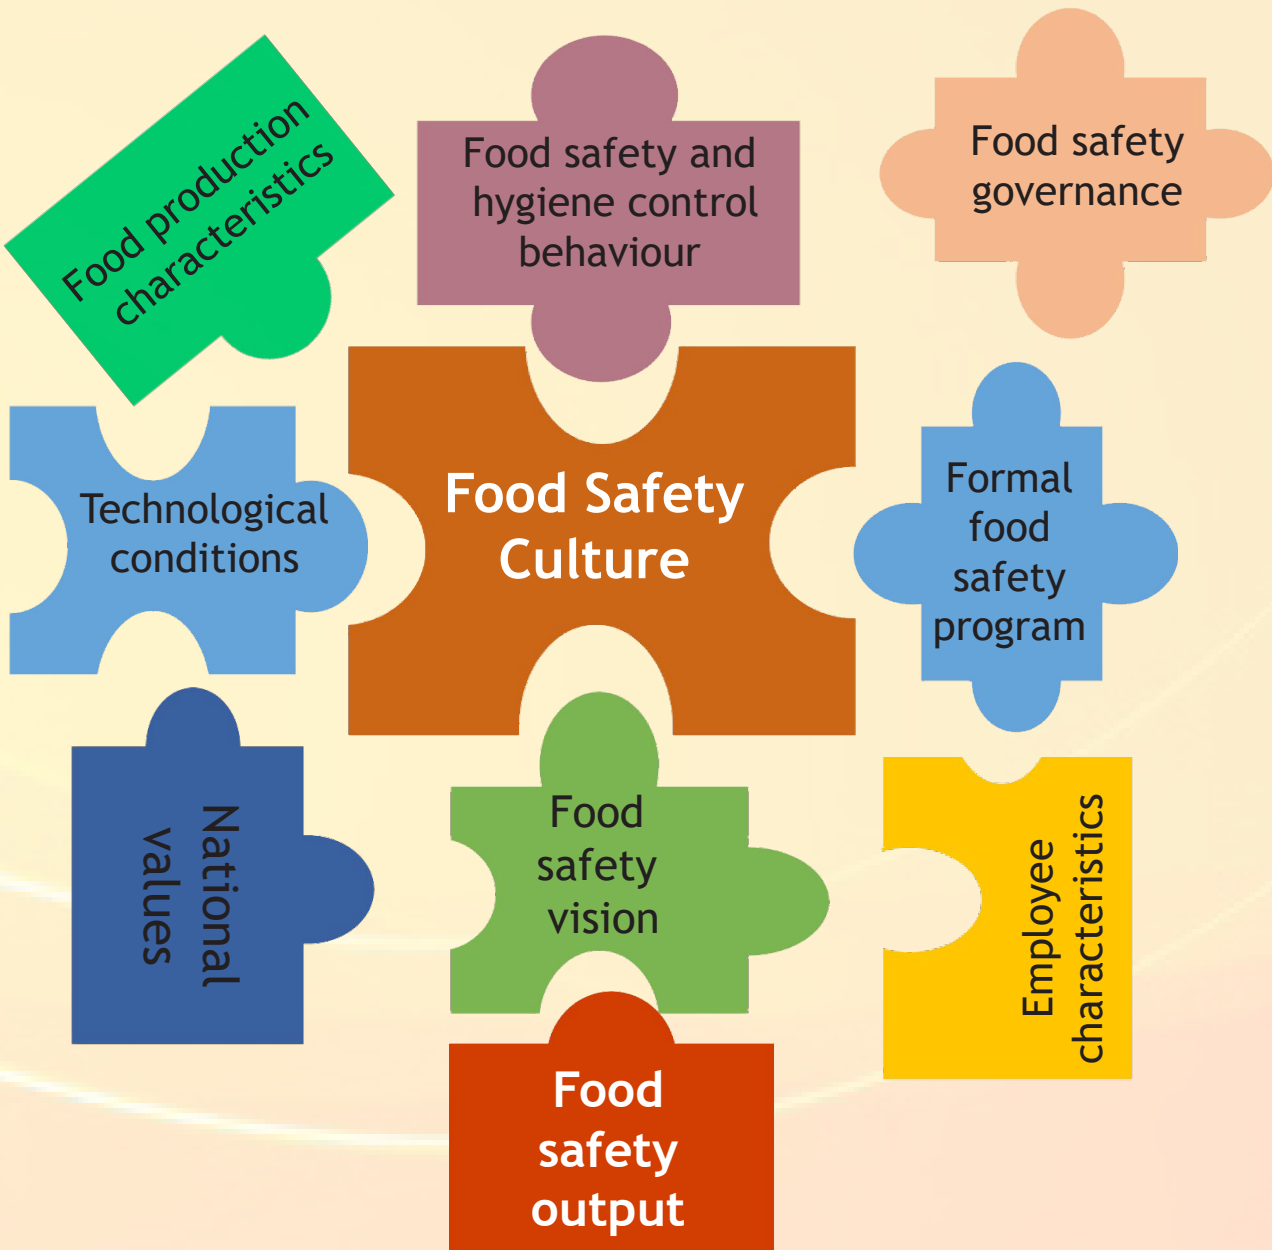 Food production
characteristics
Food safety and
hygiene control
behaviour
Food safety
governance
Technological
conditions
Food Safety
Culture
Formal
food
safety
program
National
values
Food
safety
vision
Employee
characteristics
Food
safety
output